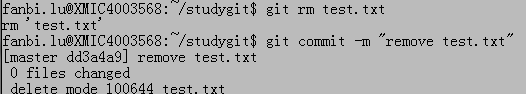 fanbi.lu@XMIC4003568:~/studygit$ git rm test.txt
rm 'test.txt'
fanbi.lu@XMIC4003568:~/studygit$ git commit -m "remove test.txt"
[master dd3a4a9] remove test.txt
 0 files changed
 delete mode 100644 test.txt